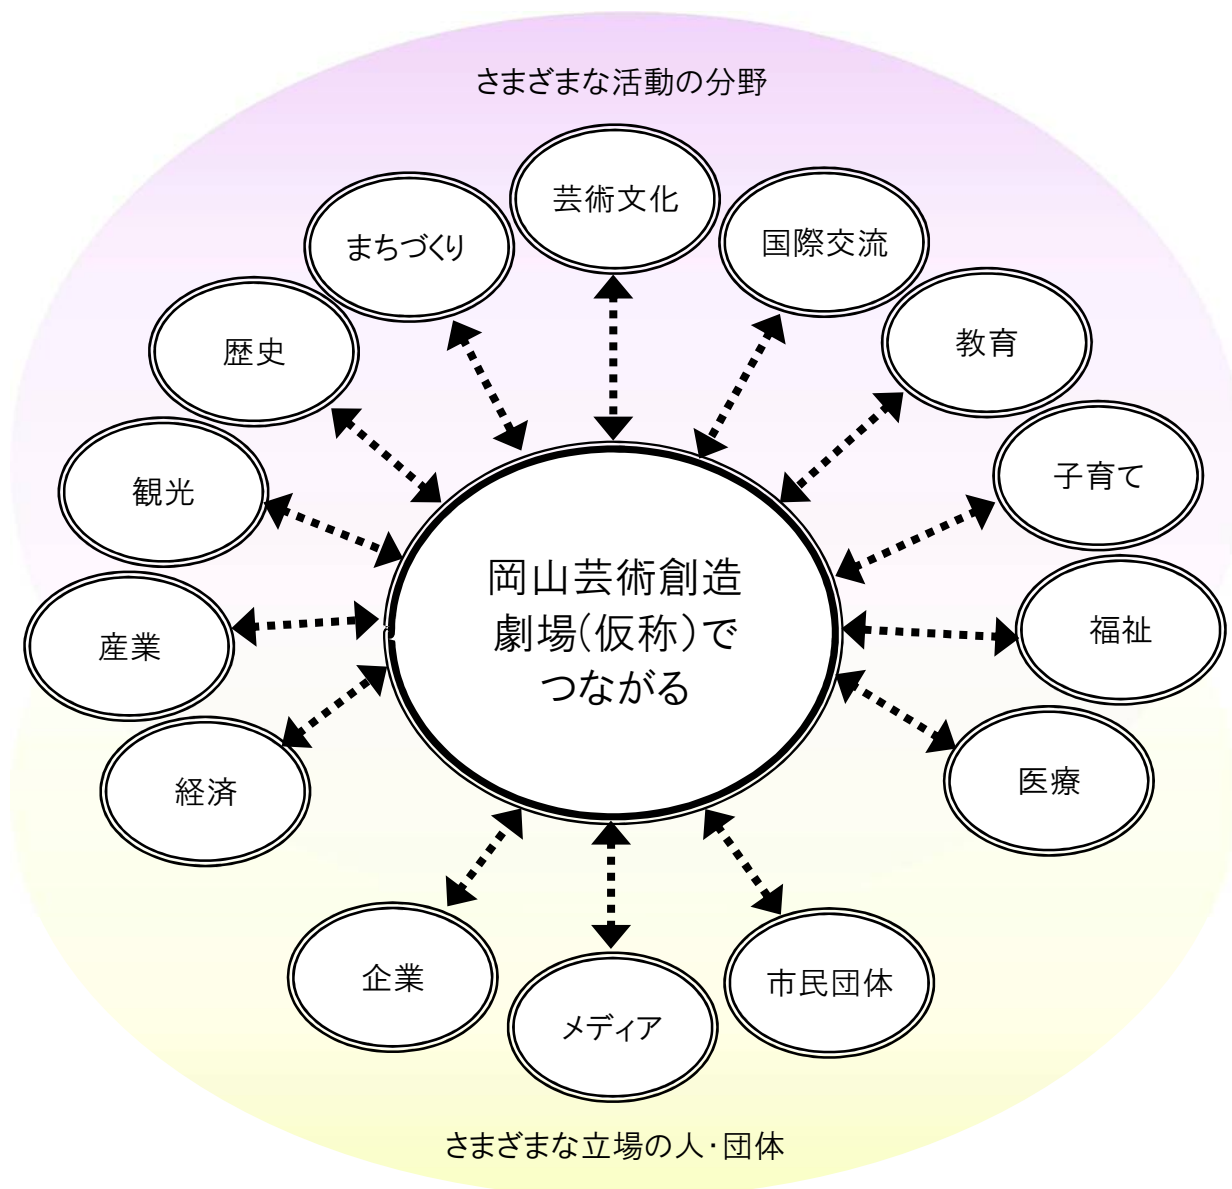 さまざまな活動の分野
芸術文化
まちづくり
国際交流
歴史
教育
観光
子育て
岡山芸術創造
劇場(仮称)で
つながる
産業
福祉
経済
医療
企業
メディア
市民団体
さまざまな立場の人・団体